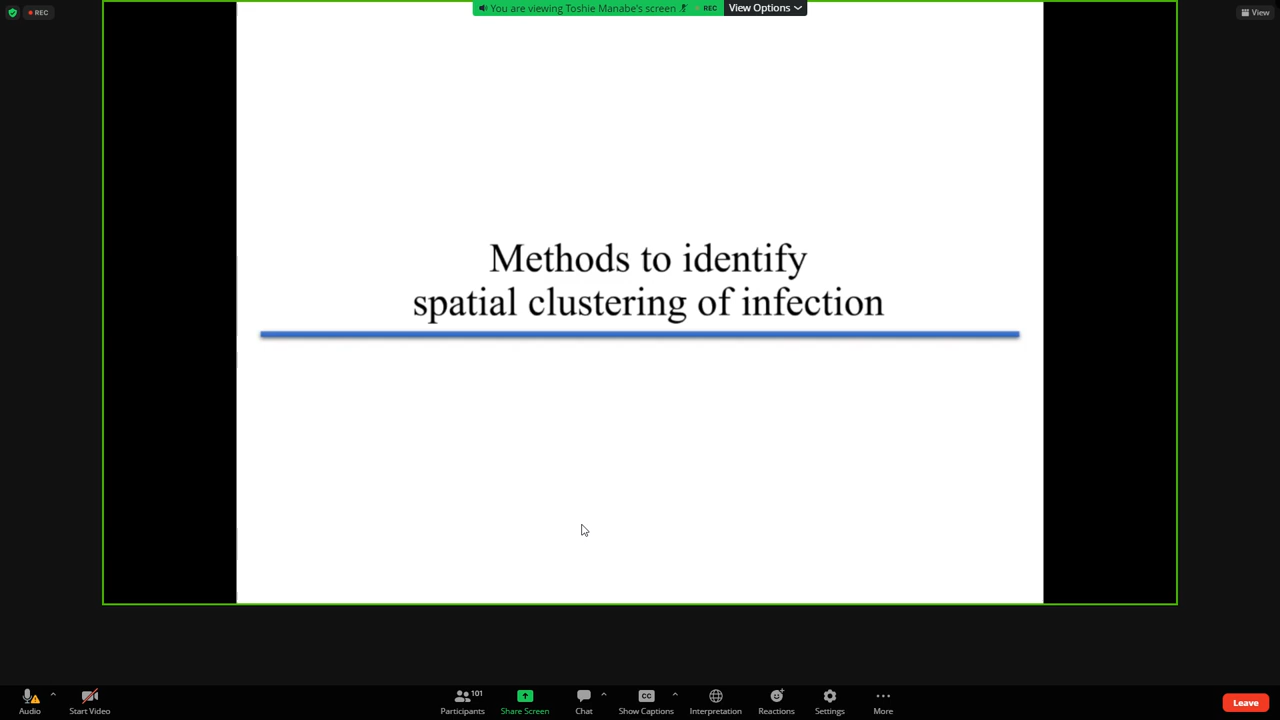 REC
You are viewing Toshie Manabe's screen
REC
View Options
View
Methods to identify
spatial clustering of infection
Audio
Start Video
Participants
101
Share Screen
Chat
CC
Show Captions
Interpretation
Reactions
Settings
More
Leave